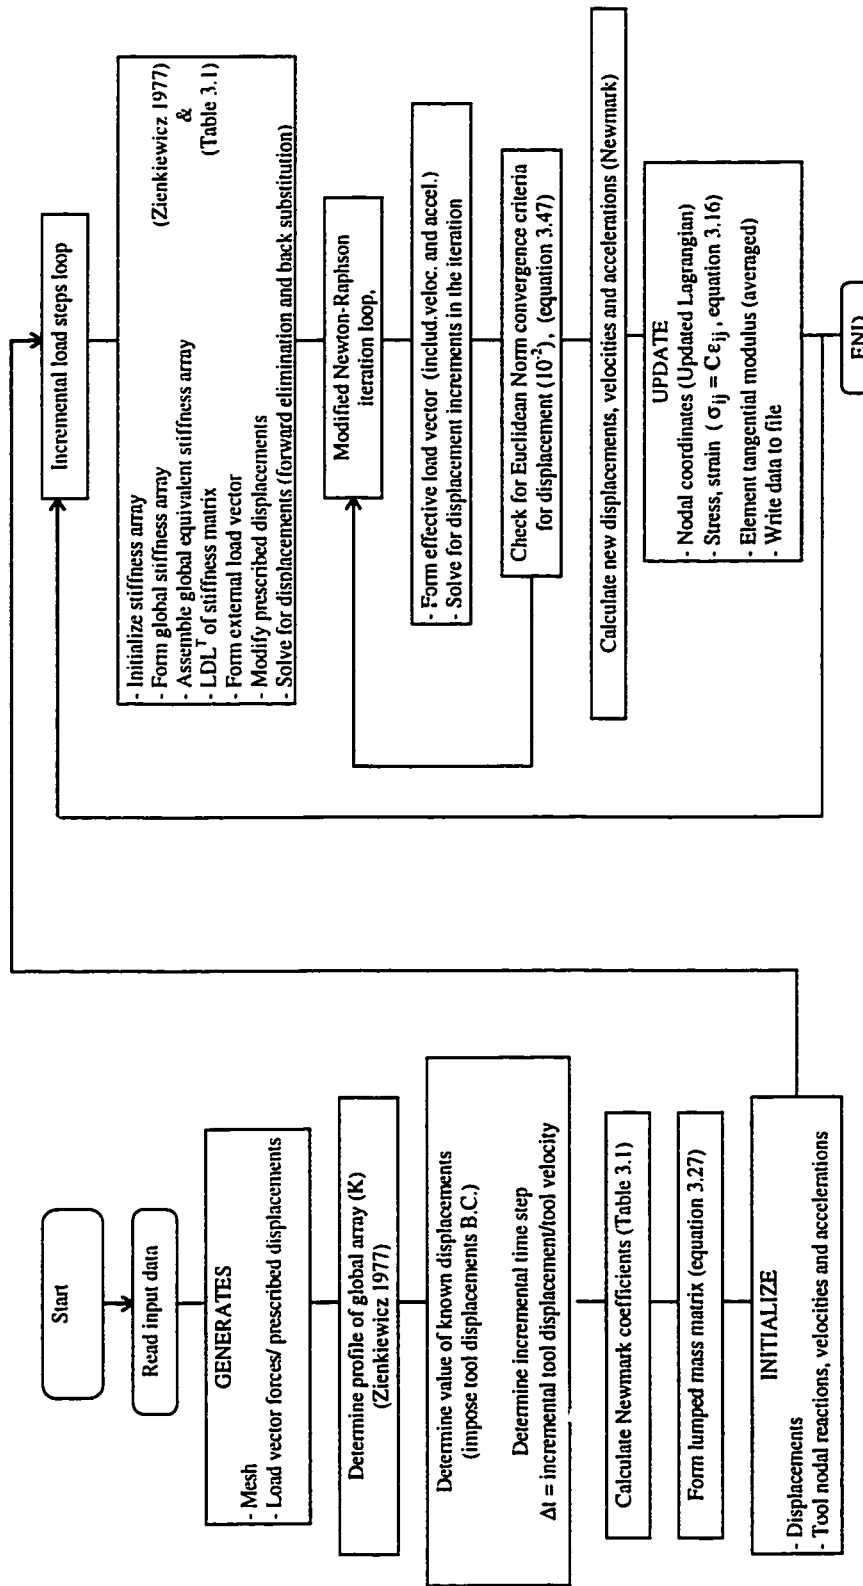 Start
Read input data
GENERATES
- Mesh
- Load vector forces/ prescribed displacements
Determine profile of global array (K)
(Zienkiewicz 1977)
Determine value of known displacements
(impose tool displacements B.C.)
Determine incremental time step
Δt = incremental tool displacement/tool velocity
Calculate Newmark coefficients (Table 3.1)
Form lumped mass matrix (equation 3.27)
INITIALIZE
- Displacements
- Tool nodal reactions, velocities and accelerations
Incremental load steps loop
- Initialize stiffness array
- Form global stiffness array (Zienkiewicz 1977)
- Assemble global equivalent stiffness array &
- LDL^T of stiffness matrix (Table 3.1)
- Form external load vector
- Modify prescribed displacements
- Solve for displacements (forward elimination and back substitution)
Modified Newton-Raphson
iteration loop,
- Form effective load vector (includ.veloc. and accel.)
- Solve for displacement increments in the iteration
Check for Euclidean Norm convergence criteria
for displacement (10^-2), (equation 3.47)
Calculate new displacements, velocities and accelerations (Newmark)
UPDATE
- Nodal coordinates (Updated Lagrangian)
- Stress, strain ( σij = C εij , equation 3.16)
- Element tangential modulus (averaged)
- Write data to file
END